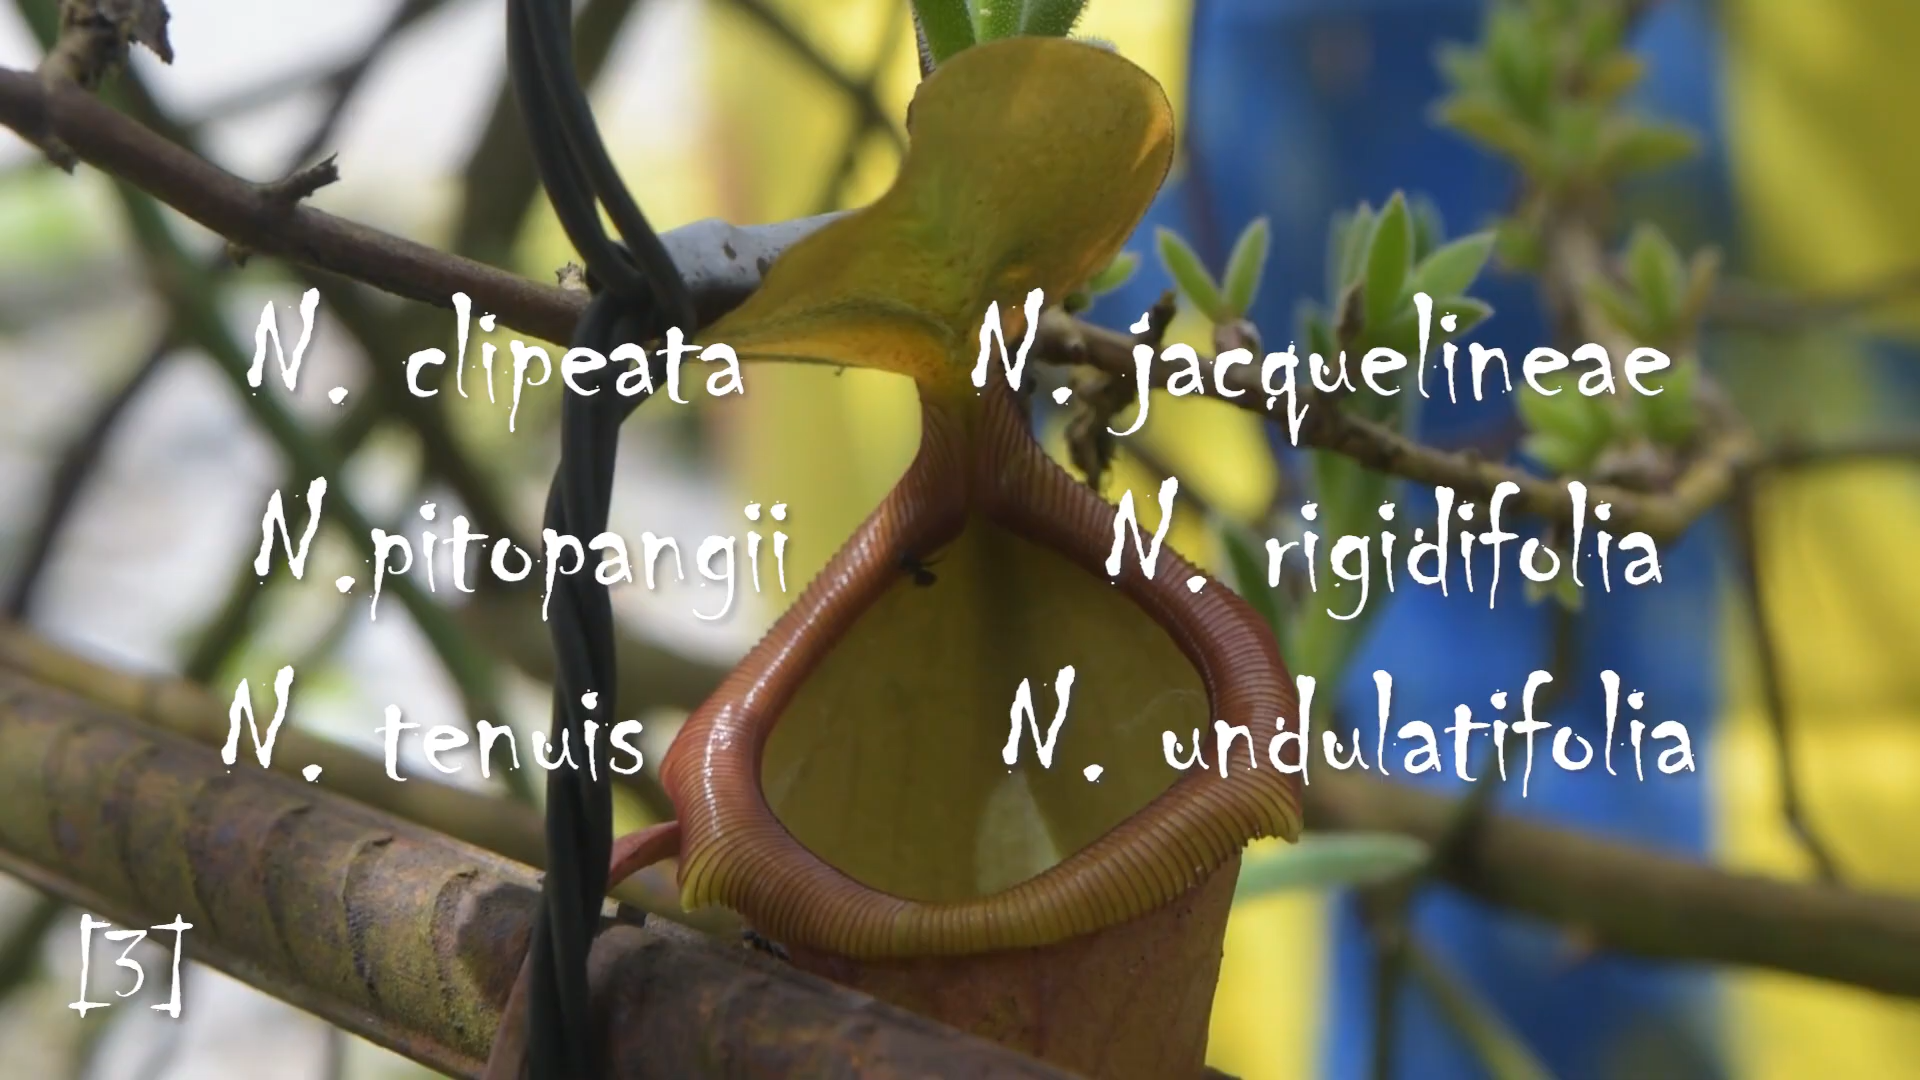 N. clipeata N. jacquelineae
N.pitopangii N. rigidifolia
N. tenuis N. undulatifolia
[3]